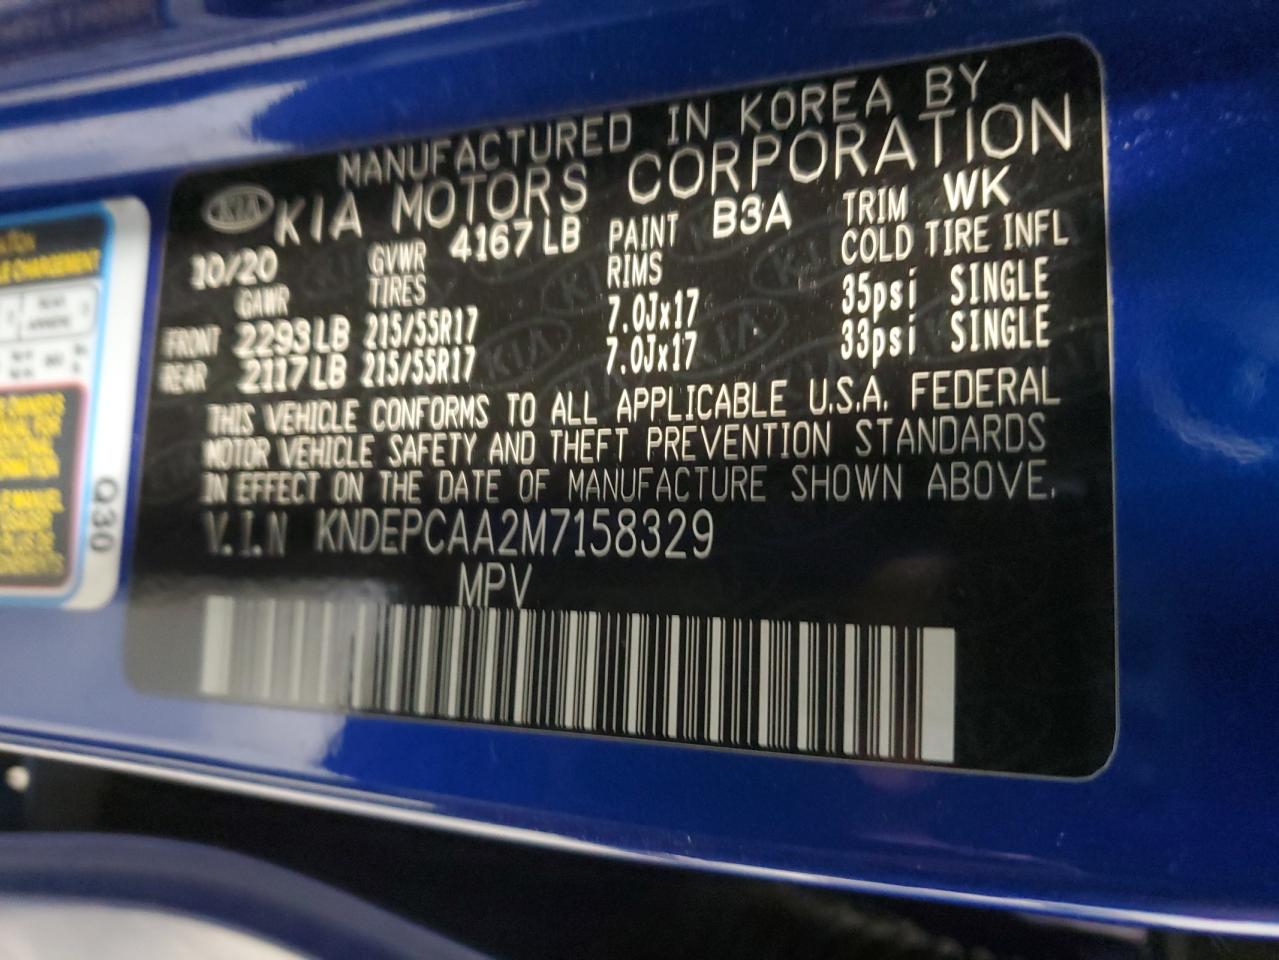 MANUFACTURED IN KOREA BY
KIA KIA MOTORS CORPORATION
10/20 GVWR 4167 LB PAINT B3A TRIM WK
GAWR TIRES RIMS COLD TIRE INFL
FRONT 2293 LB 215/55R17 7.0Jx17 35psi SINGLE
REAR 2117 LB 215/55R17 7.0Jx17 33psi SINGLE
THIS VEHICLE CONFORMS TO ALL APPLICABLE U.S.A. FEDERAL
MOTOR VEHICLE SAFETY AND THEFT PREVENTION STANDARDS
IN EFFECT ON THE DATE OF MANUFACTURE SHOWN ABOVE.
V.I.N KNDEPCAA2M7158329
MPV
Q30